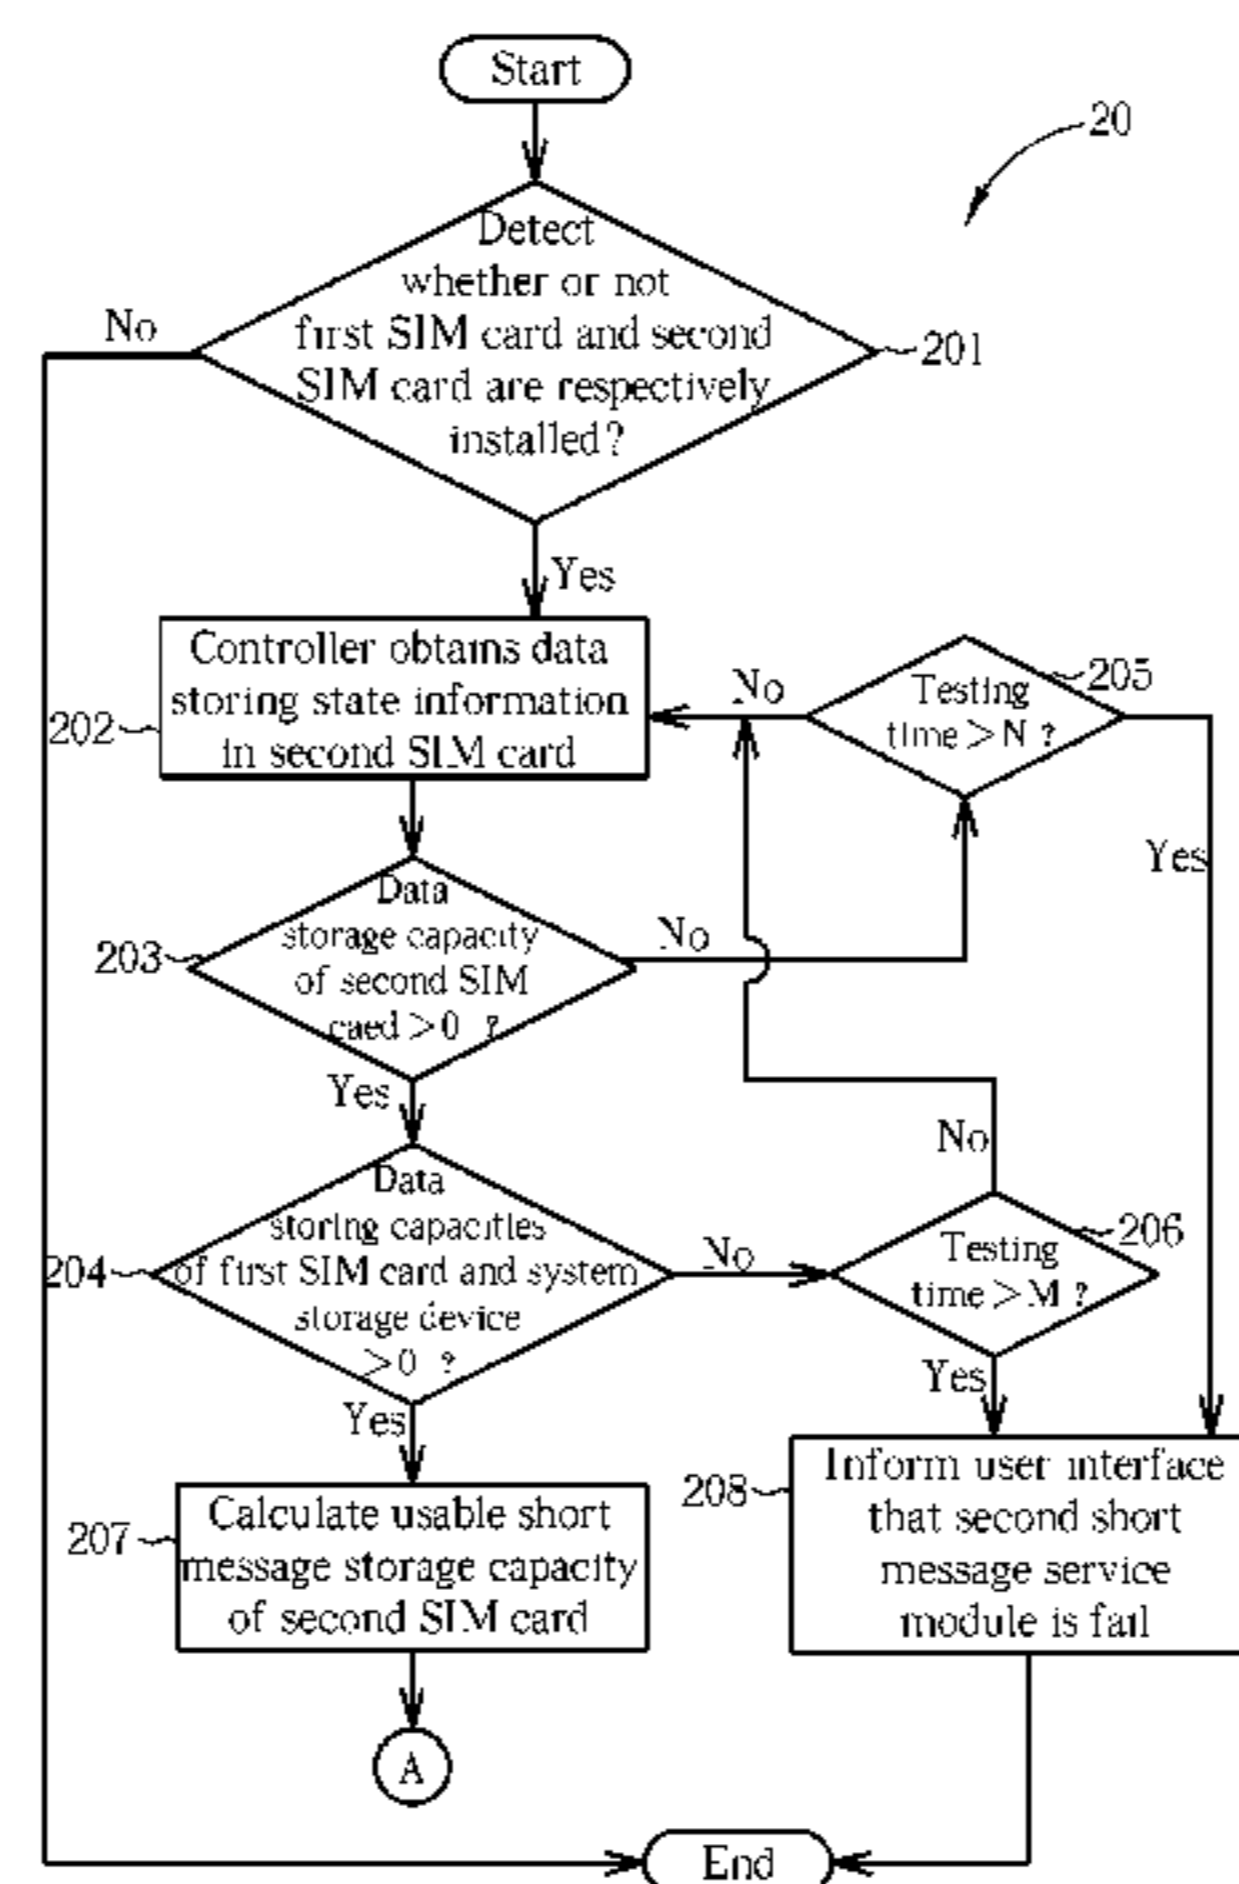 Start
20
Detect
whether or not
first SIM card and second
SIM card are respectively
installed?
No
201
Yes
Controller obtains data
storing state information
in second SIM card
202
No
Testing
time>N ?
205
Yes
Data
storage capacity
of second SIM
caed>0 ?
203
No
Yes
No
Data
storing capacities
of first SIM card and system
storage device
>0 ?
204
No
Testing
time>M ?
206
Yes
Yes
Calculate usable short
message storage capacity
of second SIM card
207
Inform user interface
that second short
message service
module is fail
208
A
End